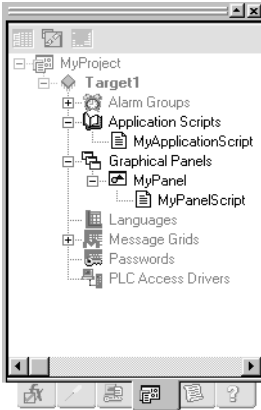 MyProject
Target1
Alarm Groups
Application Scripts
MyApplicationScript
Graphical Panels
MyPanel
MyPanelScript
Languages
Message Grids
Passwords
PLC Access Drivers